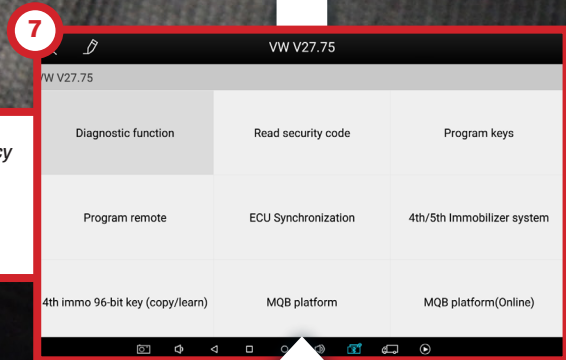 7
VW V27.75
VW V27.75
Diagnostic function
Read security code
Program keys
Program remote
ECU Synchronization
4th/5th Immobilizer system
4th immo 96-bit key (copy/learn)
MQB platform
MQB platform(Online)